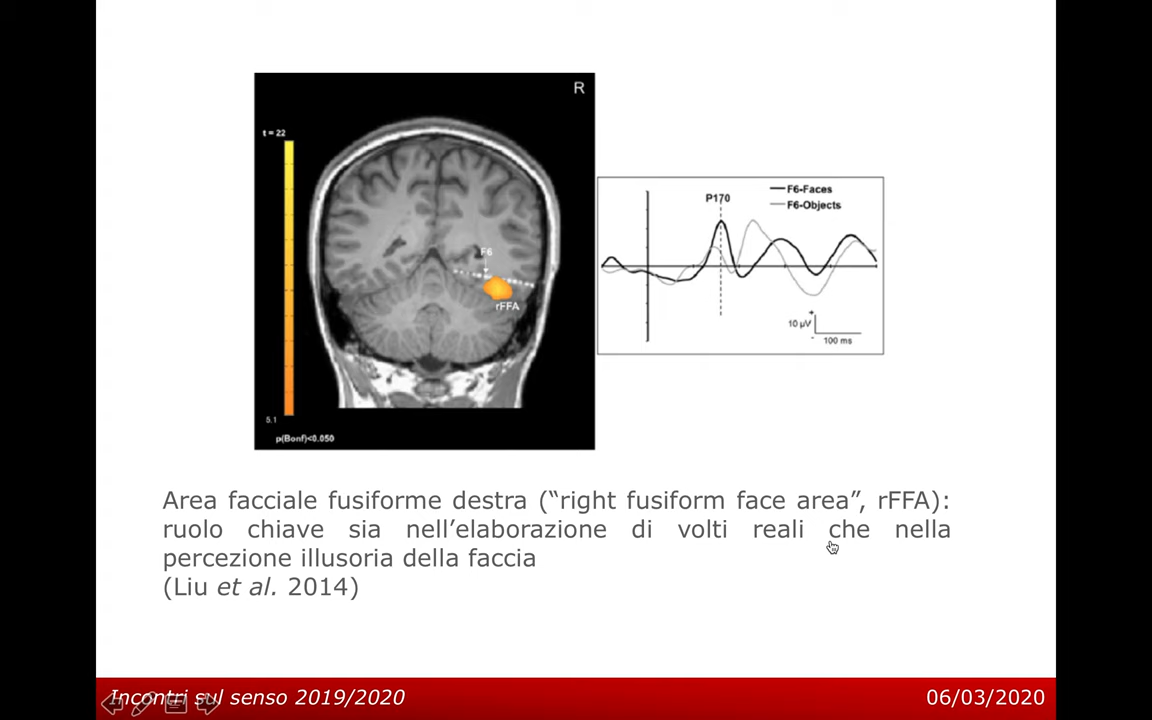 R
t = 22
F6
rFFA
5.1
p(Bonf)<0.050
P170
F6-Faces
F6-Objects
+
10 µV
-
100 ms
Area facciale fusiforme destra (“right fusiform face area”, rFFA):
ruolo chiave sia nell’elaborazione di volti reali che nella
percezione illusoria della faccia
(Liu et al. 2014)
Incontri sul senso 2019/2020
06/03/2020